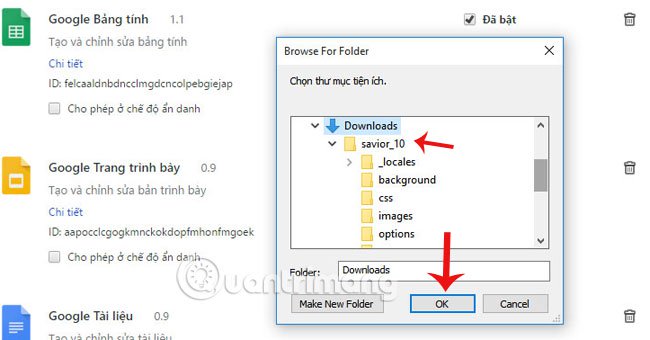 Google Bảng tính 1.1
Đã bật
Tạo và chỉnh sửa bảng tính
Chi tiết
ID: felcaaldnbdncclmgdcncolpebgiejap
Cho phép ở chế độ ẩn danh
Google Trang trình bày 0.9
Tạo và chỉnh sửa bản trình bày
Chi tiết
ID: aapocclcgogkmnckokdopfmhonfmgoek
Cho phép ở chế độ ẩn danh
Google Tài liệu 0.9
Tạo và chỉnh sửa tài liệu
Browse For Folder
Chọn thư mục tiện ích.
Downloads
savior_10
_locales
background
css
images
options
Folder: Downloads
Make New Folder
OK
Cancel
Quantrimang